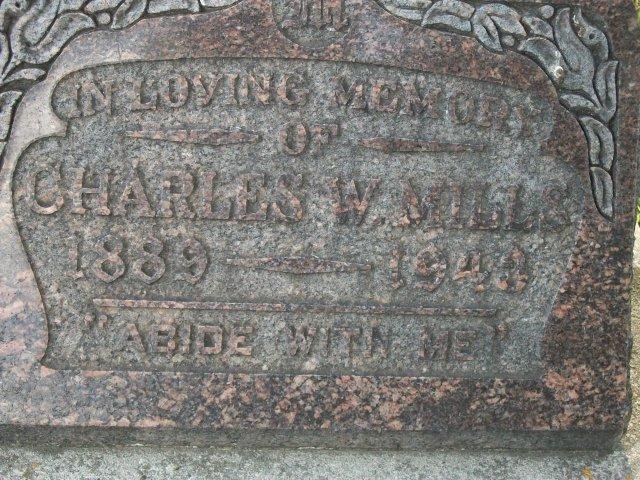 IN LOVING MEMORY
OF
CHARLES W. MILLS
1889
"ABIDE WITH ME"